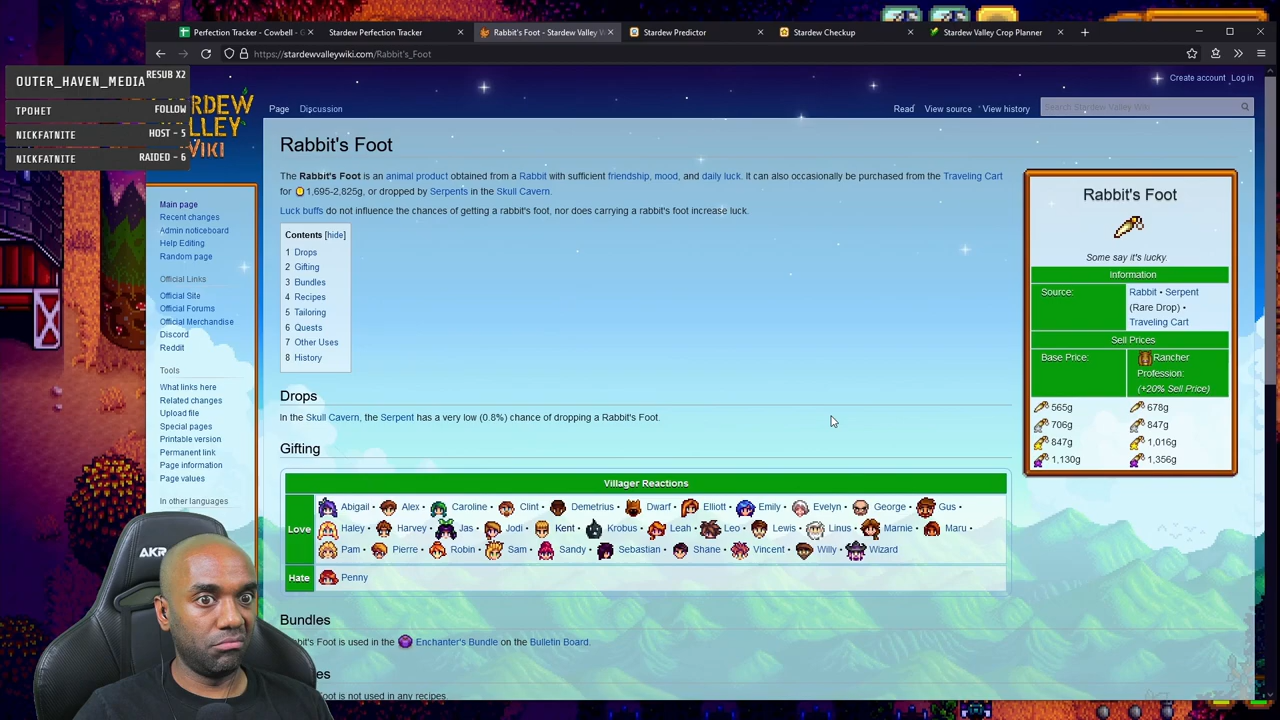 Perfection Tracker - Cowbell - G
Stardew Perfection Tracker
Rabbit's Foot - Stardew Valley W
Stardew Predictor
Stardew Checkup
Stardew Valley Crop Planner
https://stardewvalleywiki.com/Rabbit's_Foot
OUTER_HAVEN_MEDIA RESUB X2
TPOHET FOLLOW
NICKFATNITE HOST - 5
NICKFATNITE RAIDED - 6
Create account Log in
Page Discussion Read View source View history Search Stardew Valley Wiki
Rabbit's Foot
The Rabbit's Foot is an animal product obtained from a Rabbit with sufficient friendship, mood, and daily luck. It can also occasionally be purchased from the Traveling Cart
for 1,695-2,825g, or dropped by Serpents in the Skull Cavern.
Luck buffs do not influence the chances of getting a rabbit's foot, nor does carrying a rabbit's foot increase luck.
Contents [hide]
1 Drops
2 Gifting
3 Bundles
4 Recipes
5 Tailoring
6 Quests
7 Other Uses
8 History
Drops
In the Skull Cavern, the Serpent has a very low (0.8%) chance of dropping a Rabbit's Foot.
Gifting
Villager Reactions
Love
Abigail • Alex • Caroline • Clint • Demetrius • Dwarf • Elliott • Emily • Evelyn • George • Gus •
Haley • Harvey • Jas • Jodi • Kent • Krobus • Leah • Leo • Lewis • Linus • Marnie • Maru •
Pam • Pierre • Robin • Sam • Sandy • Sebastian • Shane • Vincent • Willy • Wizard
Hate
Penny
Bundles
Foot is used in the Enchanter's Bundle on the Bulletin Board.
Foot is not used in any recipes.
Rabbit's Foot
Some say it's lucky.
Information
Source: Rabbit • Serpent
(Rare Drop) •
Traveling Cart
Sell Prices
Base Price: Rancher
Profession:
(+20% Sell Price)
565g 678g
706g 847g
847g 1,016g
1,130g 1,356g
VALLEY
WIKI
Main page
Recent changes
Admin noticeboard
Help Editing
Random page
Official Links
Official Site
Official Forums
Official Merchandise
Discord
Reddit
Tools
What links here
Related changes
Upload file
Special pages
Printable version
Permanent link
Page information
Page values
In other languages